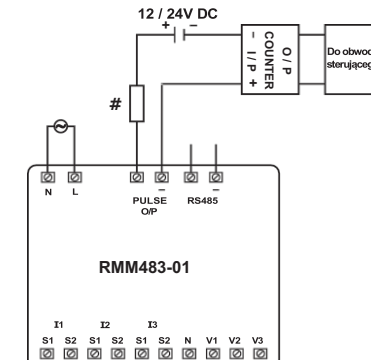 12 / 24V DC
+ −
− I / P +
COUNTER
O / P
Do obwod
sterująceg
#
N L
PULSE
O/P
−
RS485
−
RMM483-01
I1 I2 I3
S1 S2 S1 S2 S1 S2 N V1 V2 V3